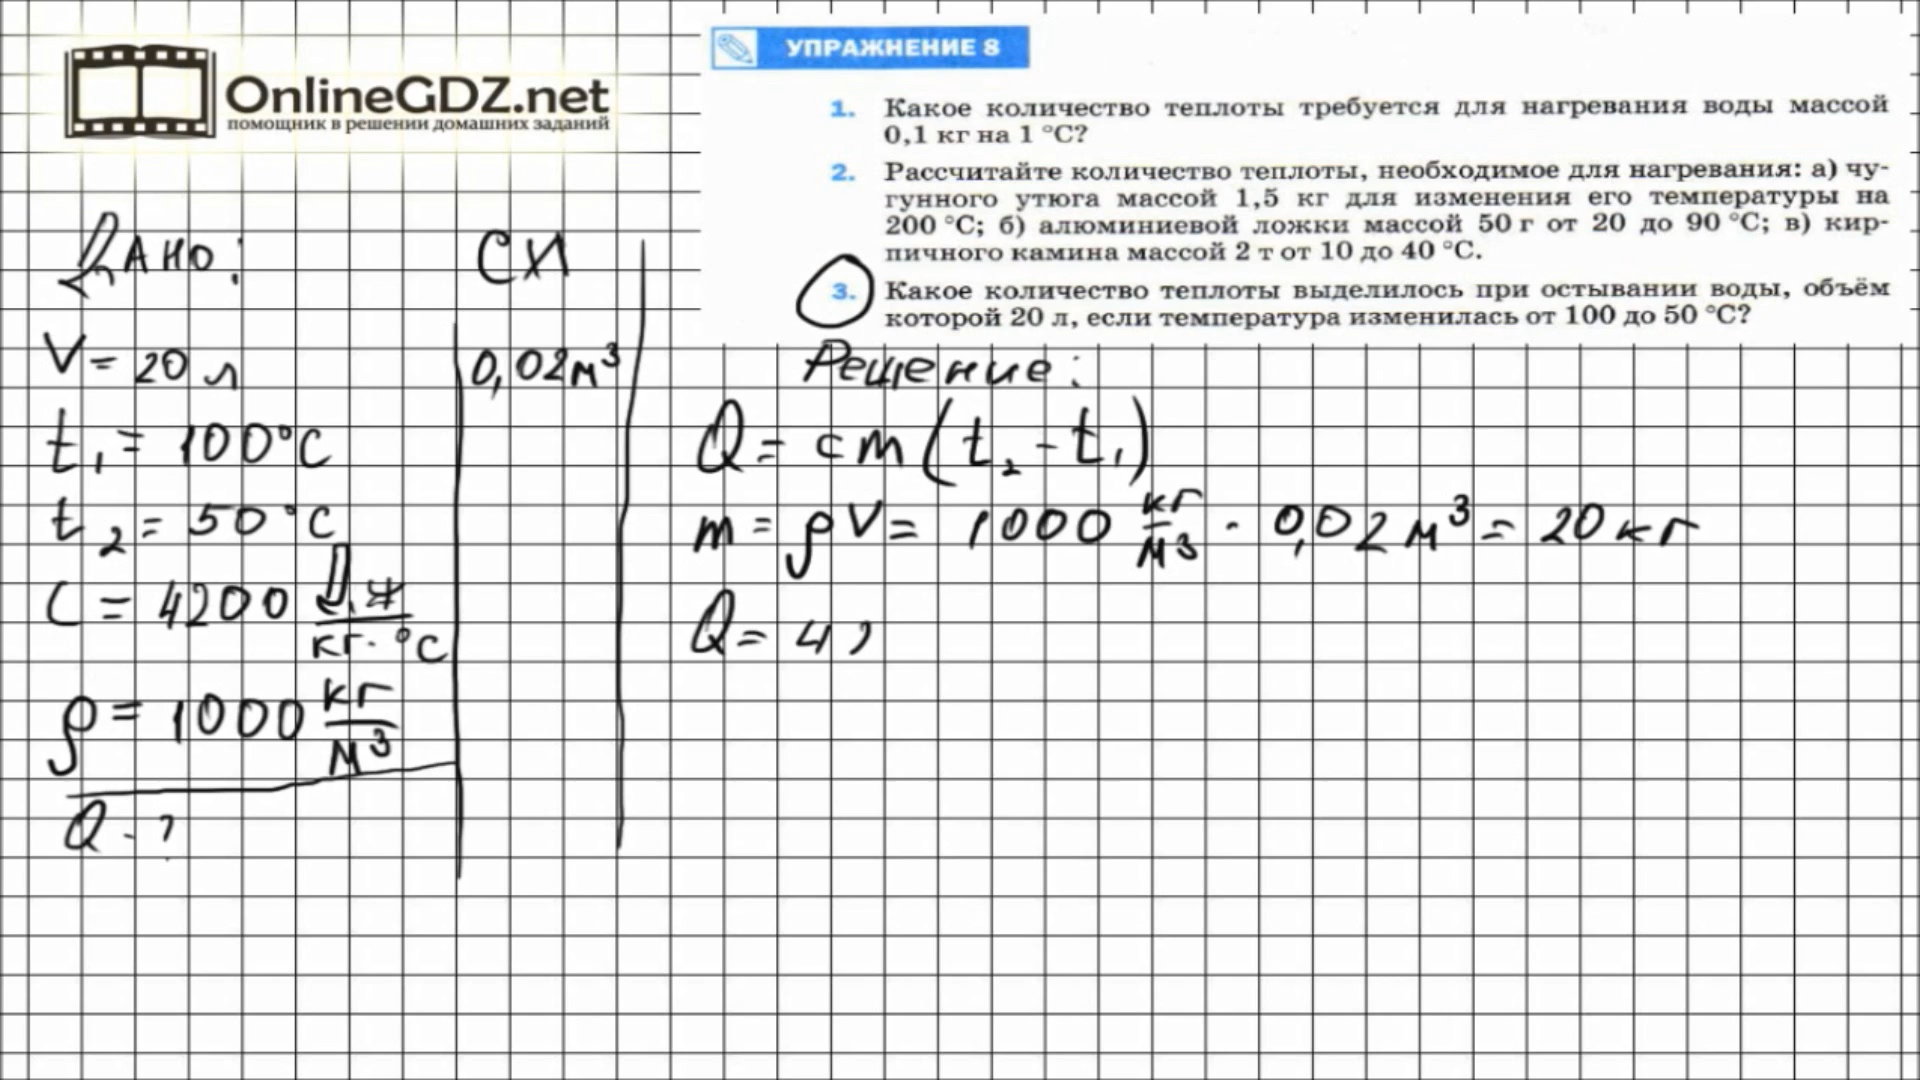 OnlineGDZ.net
помощник в решении домашних заданий
УПРАЖНЕНИЕ 8
1. Какое количество теплоты требуется для нагревания воды массой
0,1 кг на 1 °С?
2. Рассчитайте количество теплоты, необходимое для нагревания: а) чу-
гунного утюга массой 1,5 кг для изменения его температуры на
200 °С; б) алюминиевой ложки массой 50 г от 20 до 90 °С; в) кир-
пичного камина массой 2 т от 10 до 40 °С.
3. Какое количество теплоты выделилось при остывании воды, объём
которой 20 л, если температура изменилась от 100 до 50 °С?
Дано:
СИ
V = 20 л
0,02 м³
t₁ = 100 °С
t₂ = 50 °С
c = 4200 Дж/кг·°С
ρ = 1000 кг/м³
Q - ?
Решение:
Q = cm(t₂ - t₁)
m = ρV = 1000 кг/м³ · 0,02 м³ = 20 кг
Q = 4